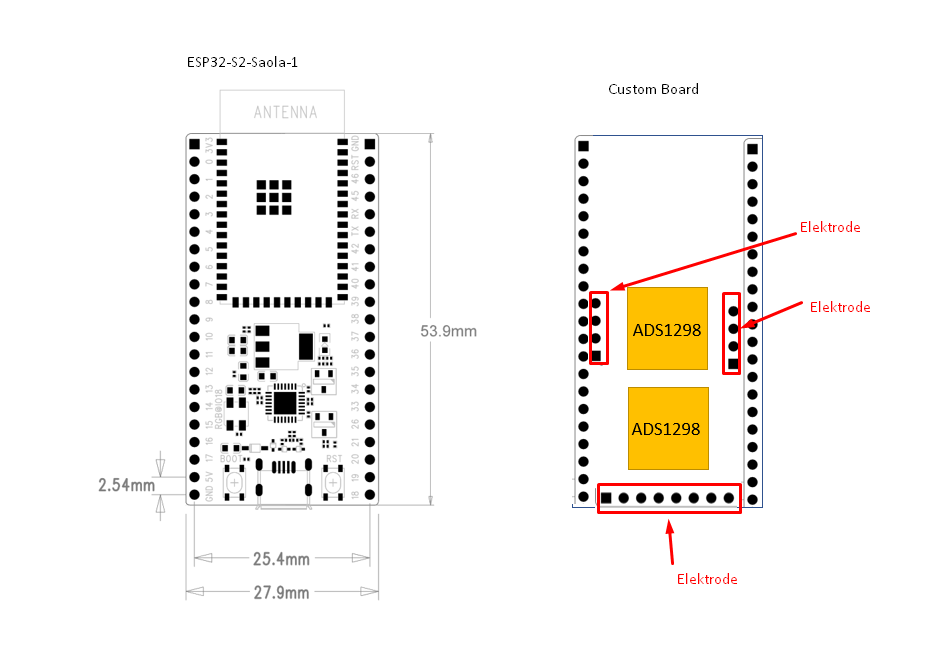 ESP32-S2-Saola-1
Custom Board
ANTENNA
3V3
0
1
2
3
4
5
6
7
8
9
10
11
12
13
14
15
16
17
5V
GND
GND
RST
46
45
RX
TX
42
41
40
39
38
37
36
35
34
33
26
21
20
19
18
RGB@IO18
BOOT
RST
53.9mm
2.54mm
25.4mm
27.9mm
Elektrode
Elektrode
ADS1298
ADS1298
Elektrode